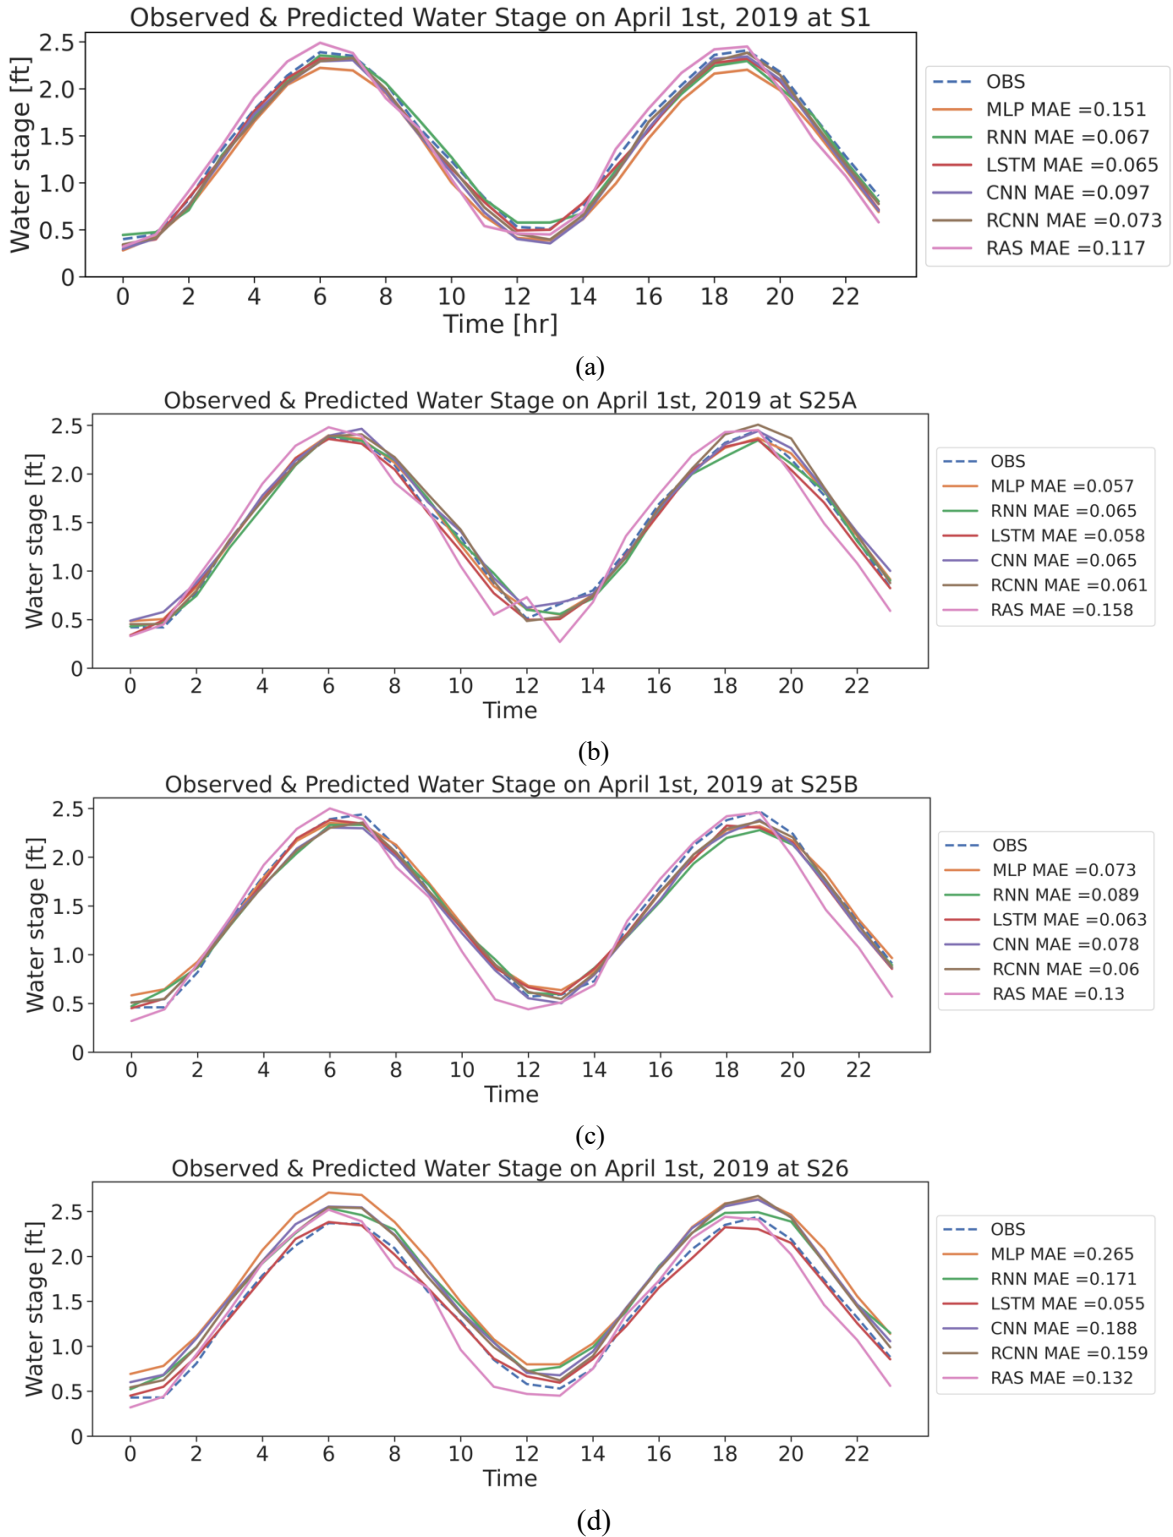 Observed & Predicted Water Stage on April 1st, 2019 at S1
Water stage [ft]
2.5
2.0
1.5
1.0
0.5
0
0 2 4 6 8 10 12 14 16 18 20 22
Time [hr]
OBS
MLP MAE =0.151
RNN MAE =0.067
LSTM MAE =0.065
CNN MAE =0.097
RCNN MAE =0.073
RAS MAE =0.117
(a)
Observed & Predicted Water Stage on April 1st, 2019 at S25A
Water stage [ft]
2.5
2.0
1.5
1.0
0.5
0
0 2 4 6 8 10 12 14 16 18 20 22
Time
OBS
MLP MAE =0.057
RNN MAE =0.065
LSTM MAE =0.058
CNN MAE =0.065
RCNN MAE =0.061
RAS MAE =0.158
(b)
Observed & Predicted Water Stage on April 1st, 2019 at S25B
Water stage [ft]
2.5
2.0
1.5
1.0
0.5
0
0 2 4 6 8 10 12 14 16 18 20 22
Time
OBS
MLP MAE =0.073
RNN MAE =0.089
LSTM MAE =0.063
CNN MAE =0.078
RCNN MAE =0.06
RAS MAE =0.13
(c)
Observed & Predicted Water Stage on April 1st, 2019 at S26
Water stage [ft]
2.5
2.0
1.5
1.0
0.5
0
0 2 4 6 8 10 12 14 16 18 20 22
Time
OBS
MLP MAE =0.265
RNN MAE =0.171
LSTM MAE =0.055
CNN MAE =0.188
RCNN MAE =0.159
RAS MAE =0.132
(d)